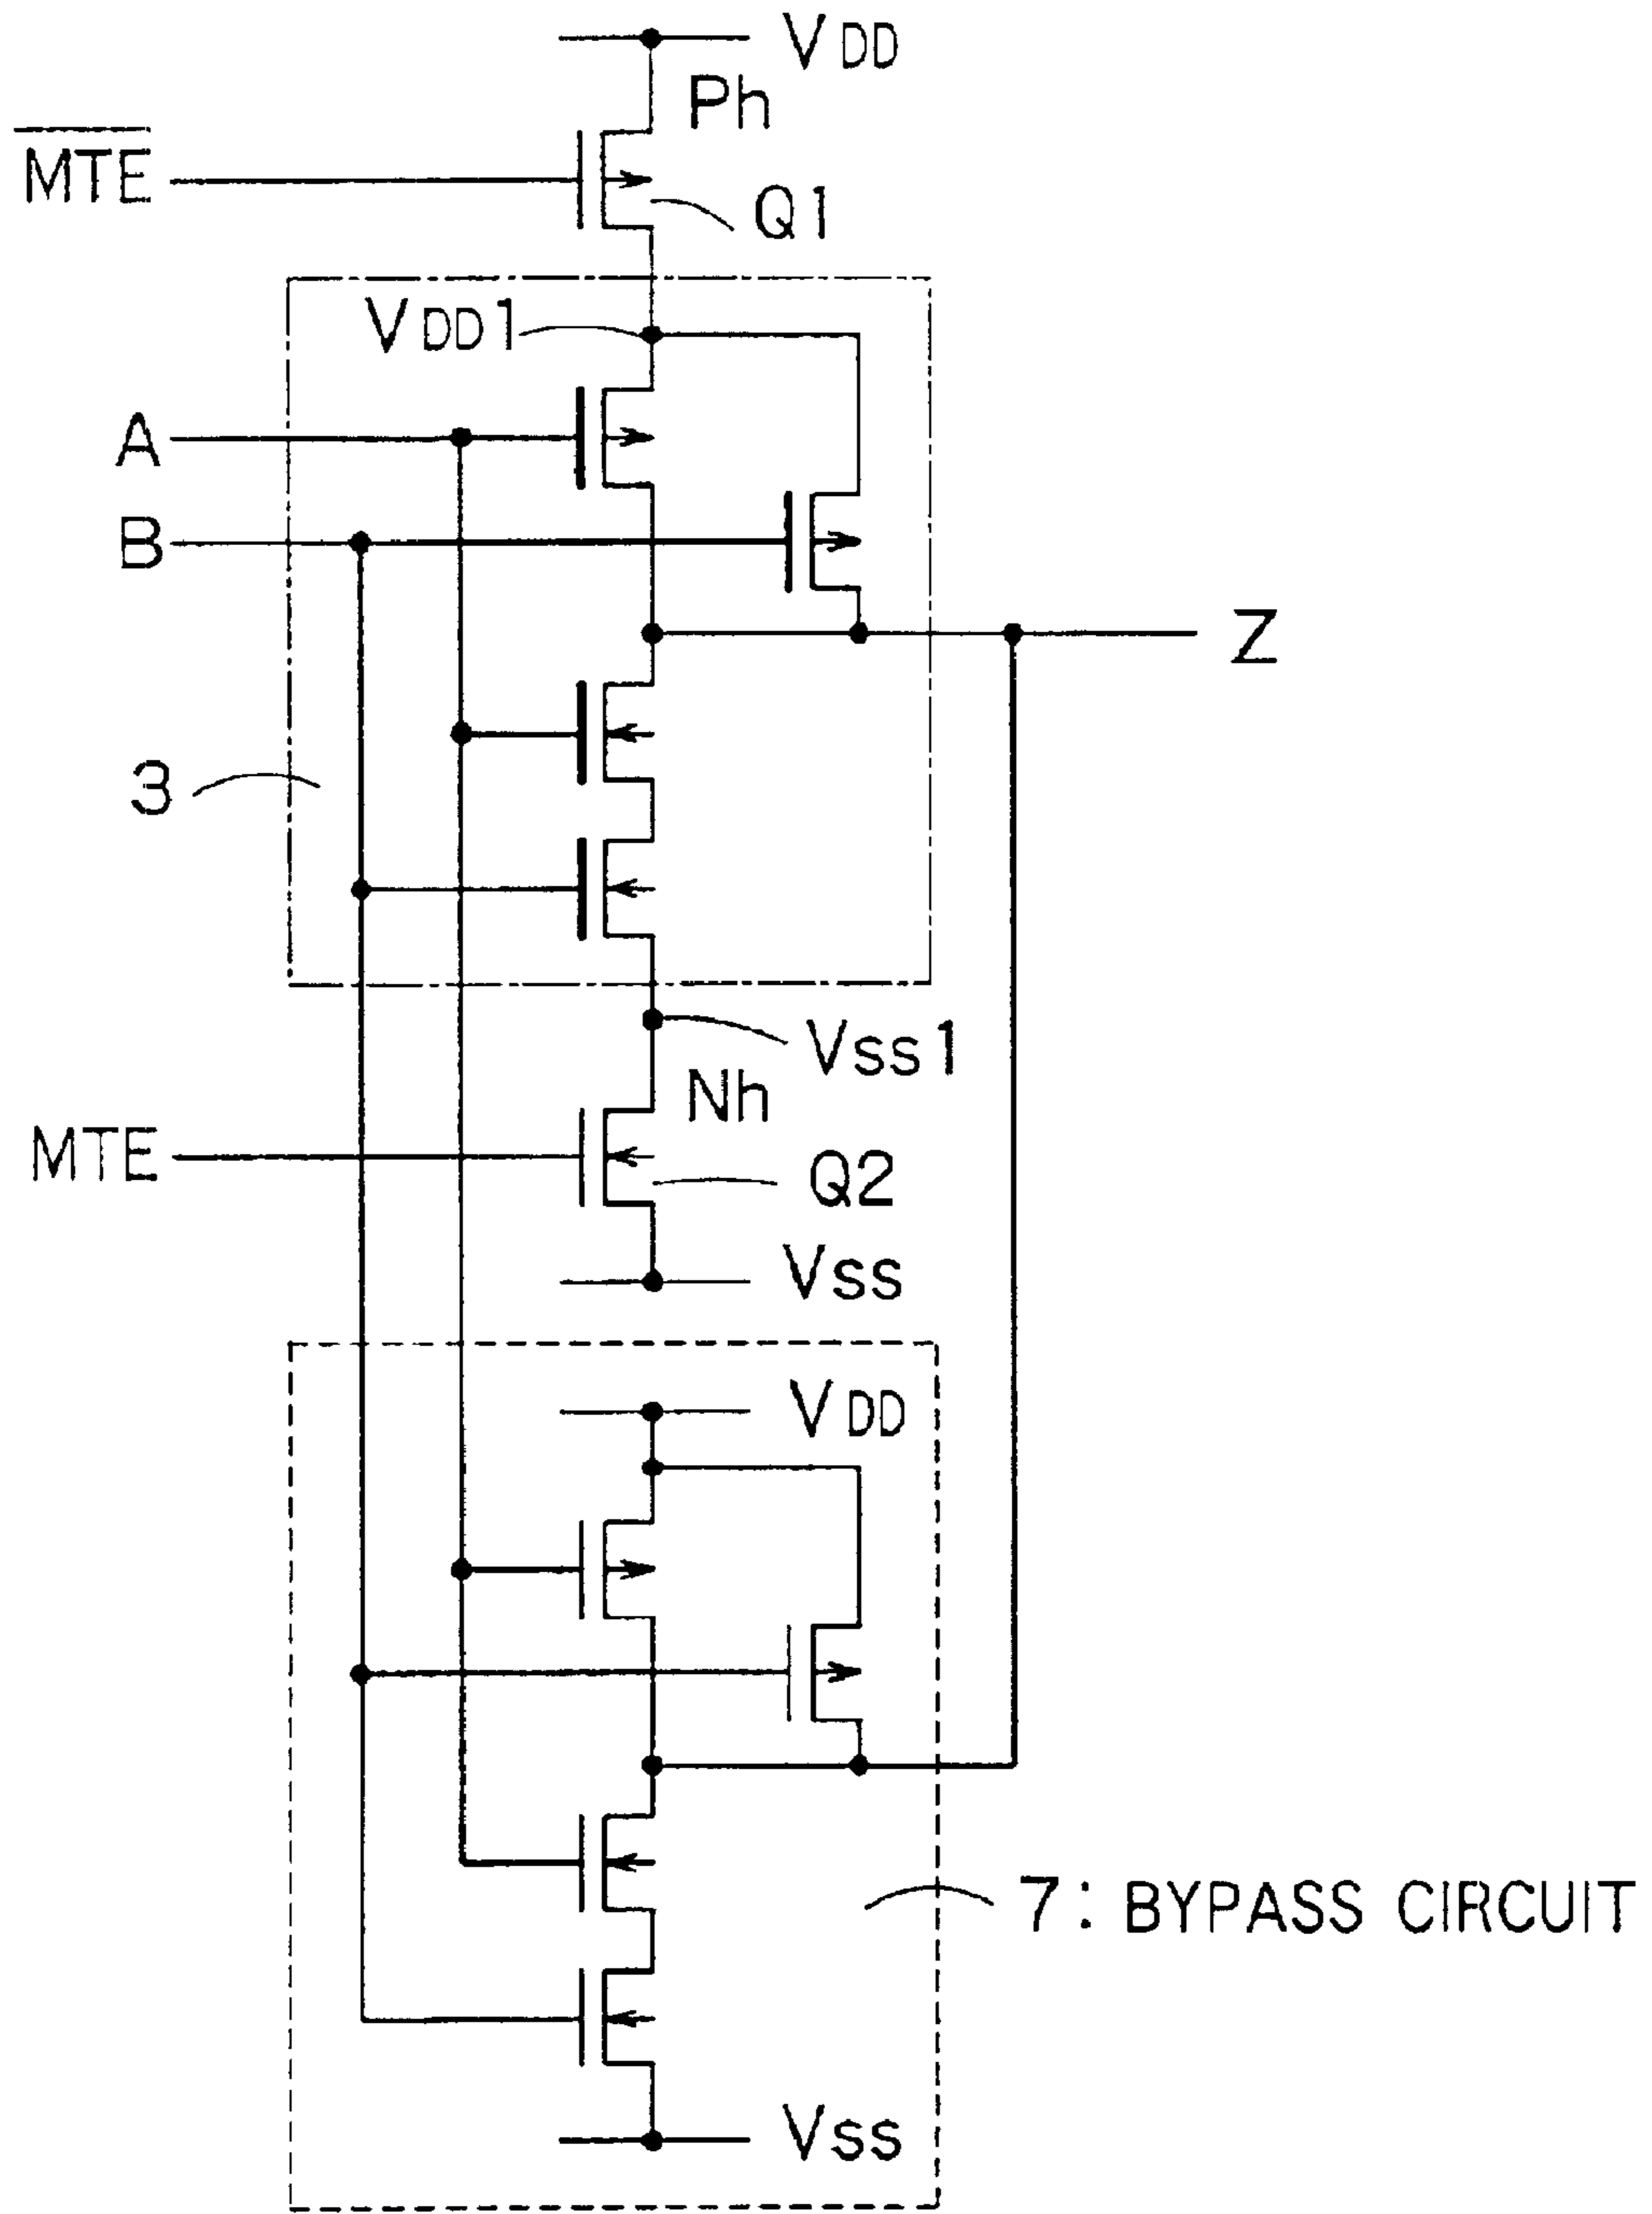 VDD
Ph
MTE
Q1
VDD1
A
B
Z
3
Vss1
Nh
MTE
Q2
Vss
VDD
7: BYPASS CIRCUIT
Vss